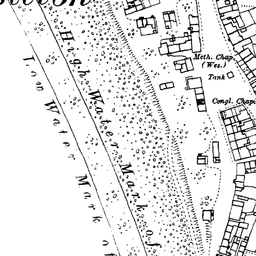 Meth. Chap.
(Wes.)
Tank
Congl. Chap.
High Water Mark of
Low Water Mark of